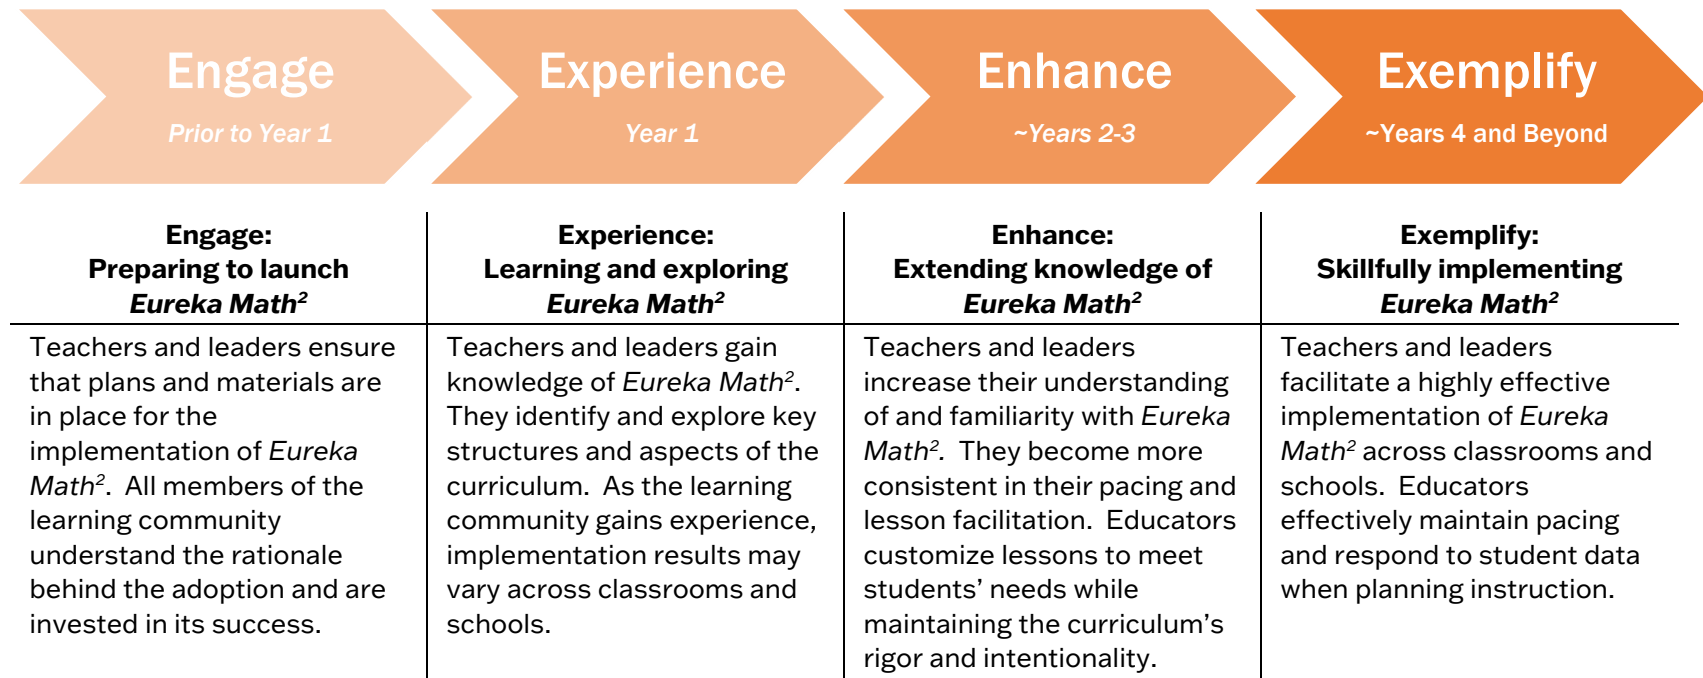 Engage
Prior to Year 1
Experience
Year 1
Enhance
~Years 2-3
Exemplify
~Years 4 and Beyond
Engage:
Preparing to launch
Eureka Math²
Teachers and leaders ensure
that plans and materials are
in place for the
implementation of Eureka
Math².  All members of the
learning community
understand the rationale
behind the adoption and are
invested in its success.
Experience:
Learning and exploring
Eureka Math²
Teachers and leaders gain
knowledge of Eureka Math².
They identify and explore key
structures and aspects of the
curriculum.  As the learning
community gains experience,
implementation results may
vary across classrooms and
schools.
Enhance:
Extending knowledge of
Eureka Math²
Teachers and leaders
increase their understanding
of and familiarity with Eureka
Math².  They become more
consistent in their pacing and
lesson facilitation.  Educators
customize lessons to meet
students’ needs while
maintaining the curriculum’s
rigor and intentionality.
Exemplify:
Skillfully implementing
Eureka Math²
Teachers and leaders
facilitate a highly effective
implementation of Eureka
Math² across classrooms and
schools.  Educators
effectively maintain pacing
and respond to student data
when planning instruction.